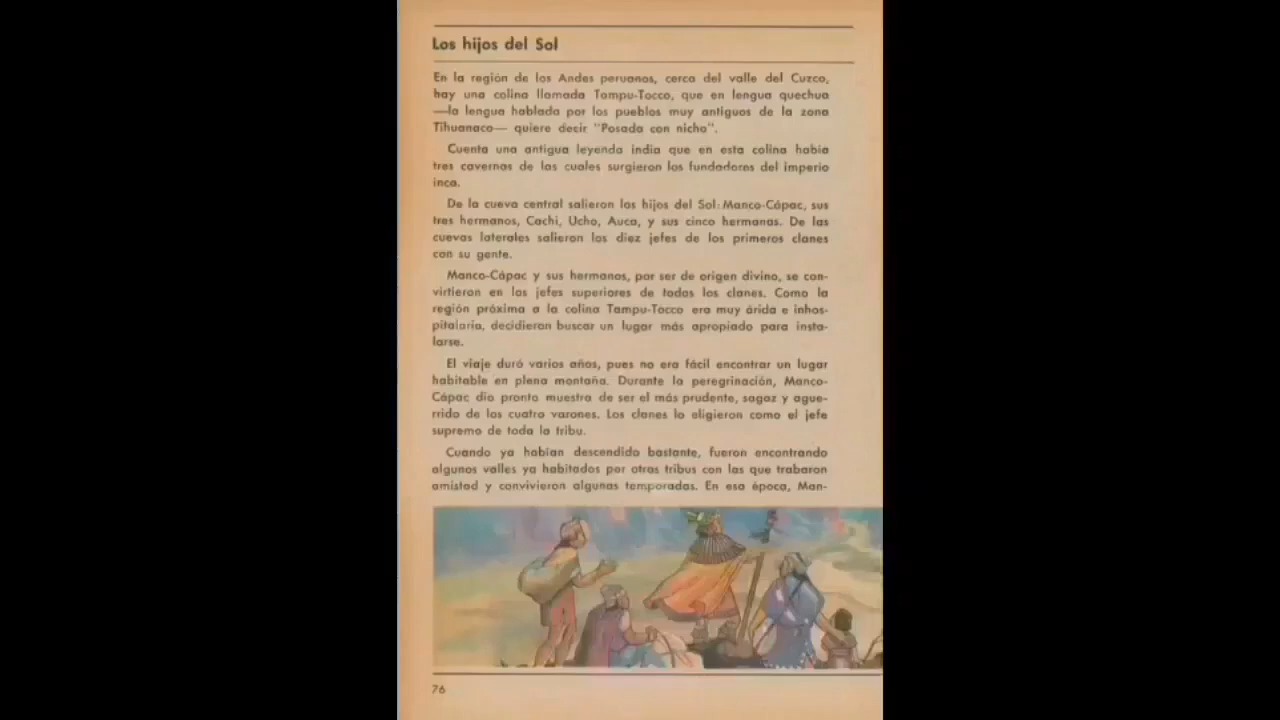 Los hijos del Sol
En la región de los Andes peruanos, cerca del valle del Cuzco,
hay una colina llamada Tampu-Tocco, que en lengua quechua
—la lengua hablada por los pueblos muy antiguos de la zona
Tihuanaco— quiere decir "Posada con nicho".
Cuenta una antigua leyenda india que en esta colina había
tres cavernas de las cuales surgieron los fundadores del imperio
inca.
De la cueva central salieron los hijos del Sol: Manco-Cápac, sus
tres hermanos, Cachi, Ucho, Auca, y sus cinco hermanas. De las
cuevas laterales salieron los diez jefes de los primeros clanes
con su gente.
Manco-Cápac y sus hermanos, por ser de origen divino, se con-
virtieron en los jefes superiores de todos los clanes. Como la
región próxima a la colina Tampu-Tocco era muy árida e inhos-
pitalaria, decidieron buscar un lugar más apropiado para insta-
larse.
El viaje duró varios años, pues no era fácil encontrar un lugar
habitable en plena montaña. Durante la peregrinación, Manco-
Cápac dio pronto muestra de ser el más prudente, sagaz y ague-
rrido de los cuatro varones. Los clanes lo eligieron como el jefe
supremo de toda la tribu.
Cuando ya habían descendido bastante, fueron encontrando
algunos valles ya habitados por otras tribus con las que trabaron
amistad y convivieron algunas temporadas. En esa época, Man-
76